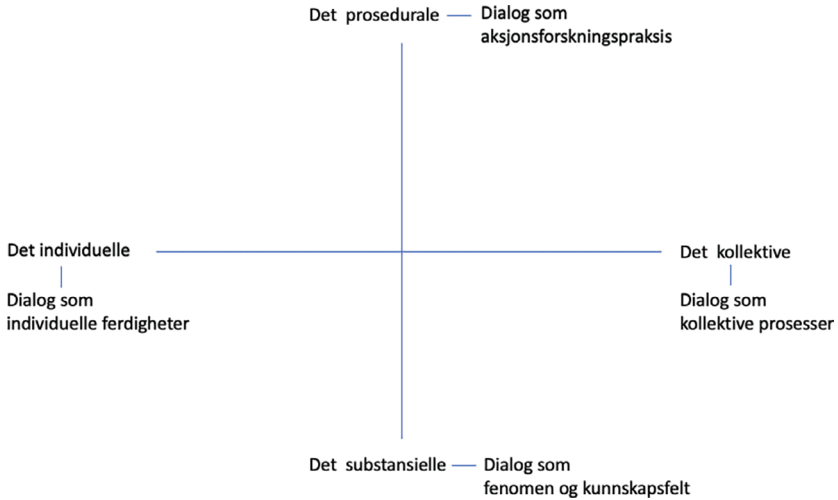 Det prosedurale
Dialog som
aksjonsforskningspraksis
Det individuelle
Dialog som
individuelle ferdigheter
Det kollektive
Dialog som
kollektive prosesser
Det substansielle
Dialog som
fenomen og kunnskapsfelt